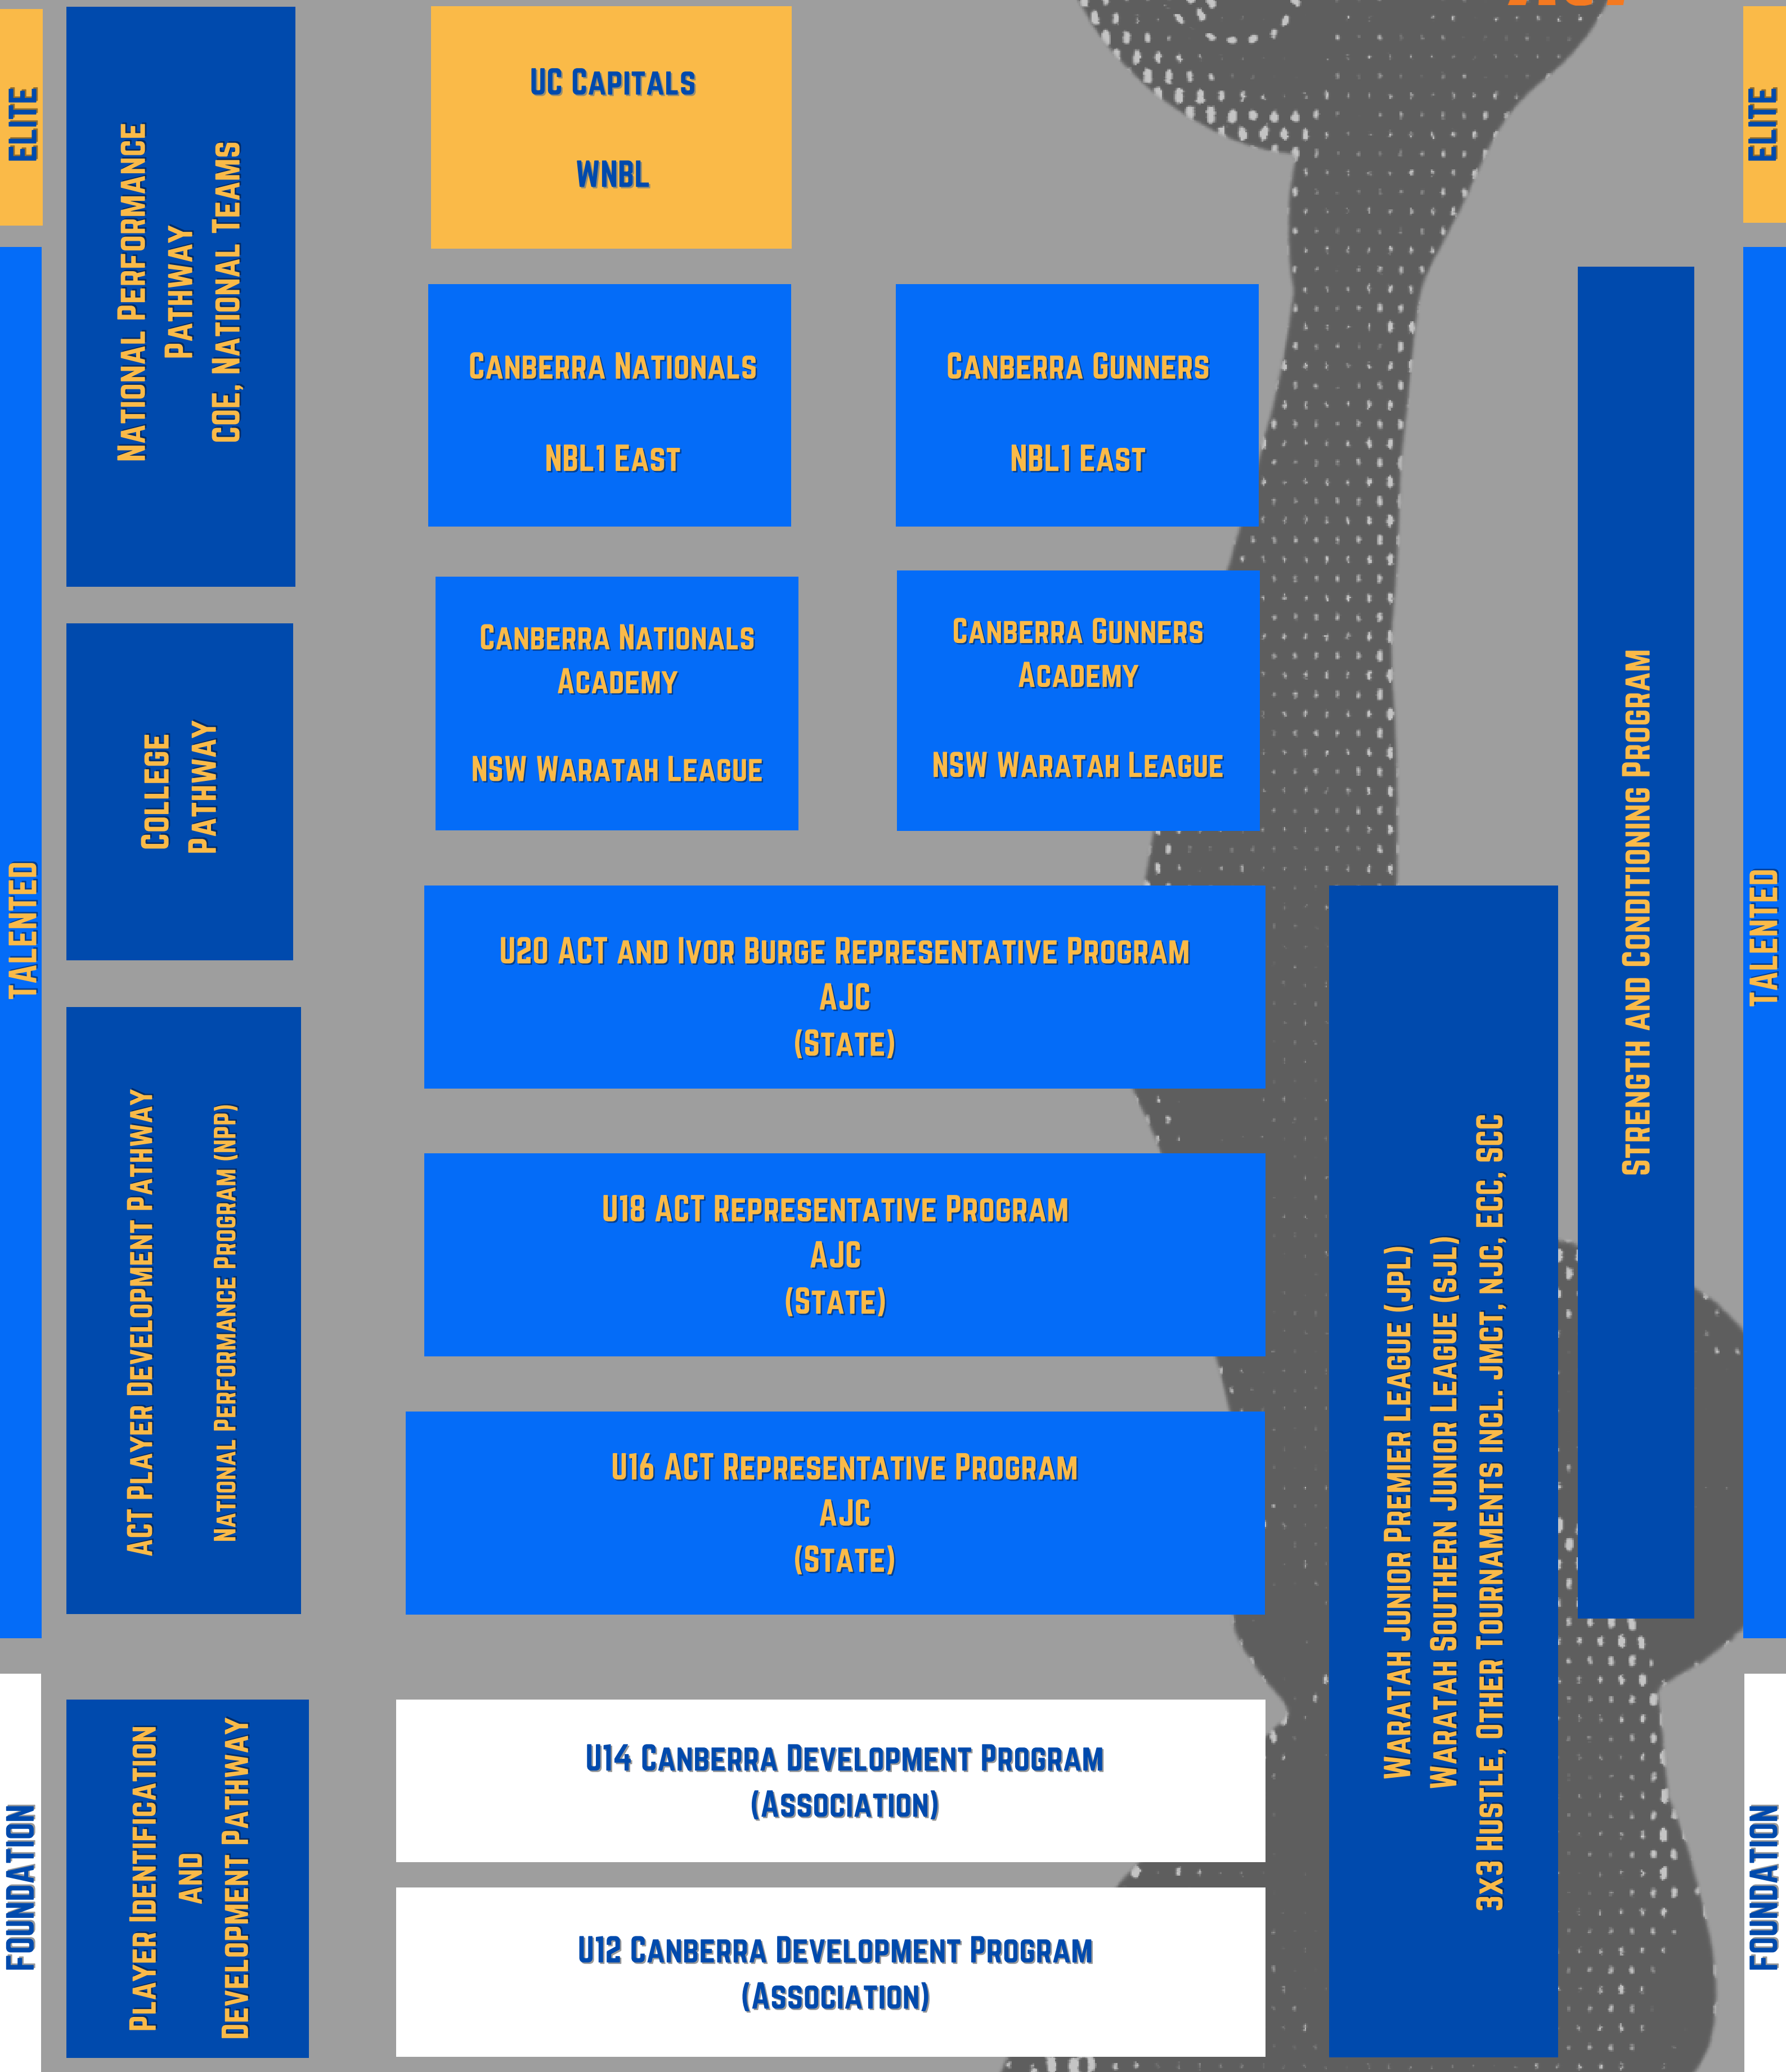 ELITE
NATIONAL PERFORMANCE
PATHWAY
COE, NATIONAL TEAMS
UC CAPITALS
WNBL
ELITE
CANBERRA NATIONALS
NBL1 EAST
CANBERRA GUNNERS
NBL1 EAST
TALENTED
COLLEGE
PATHWAY
CANBERRA NATIONALS
ACADEMY
NSW WARATAH LEAGUE
CANBERRA GUNNERS
ACADEMY
NSW WARATAH LEAGUE
STRENGTH AND CONDITIONING PROGRAM
TALENTED
ACT PLAYER DEVELOPMENT PATHWAY
NATIONAL PERFORMANCE PROGRAM (NPP)
U20 ACT AND IVOR BURGE REPRESENTATIVE PROGRAM
AJC
(STATE)
U18 ACT REPRESENTATIVE PROGRAM
AJC
(STATE)
U16 ACT REPRESENTATIVE PROGRAM
AJC
(STATE)
WARATAH JUNIOR PREMIER LEAGUE (JPL)
WARATAH SOUTHERN JUNIOR LEAGUE (SJL)
3X3 HUSTLE, OTHER TOURNAMENTS INCL. JMCT, NJC, ECC, SCC
FOUNDATION
PLAYER IDENTIFICATION
AND
DEVELOPMENT PATHWAY
U14 CANBERRA DEVELOPMENT PROGRAM
(ASSOCIATION)
U12 CANBERRA DEVELOPMENT PROGRAM
(ASSOCIATION)
FOUNDATION